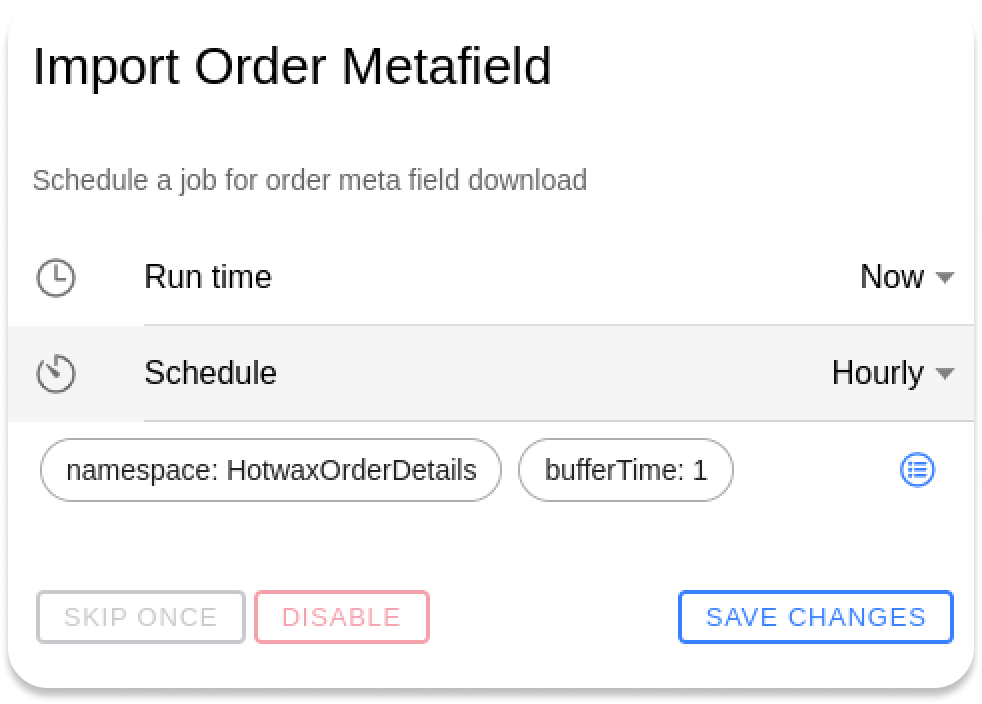 Import Order Metafield
Schedule a job for order meta field download
Run time Now
Schedule Hourly
namespace: HotwaxOrderDetails bufferTime: 1
SKIP ONCE DISABLE SAVE CHANGES